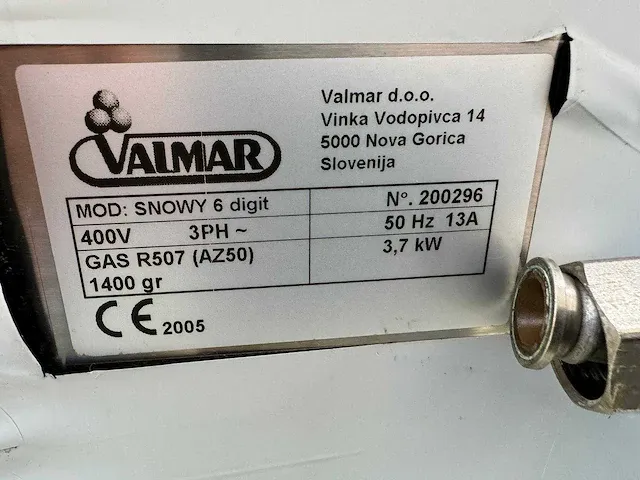 VALMAR
Valmar d.o.o.
Vinka Vodopivca 14
5000 Nova Gorica
Slovenija
MOD: SNOWY 6 digit
Nº. 200296
400V 3PH ~
50 Hz 13A
GAS R507 (AZ50)
1400 gr
3,7 kW
CE 2005